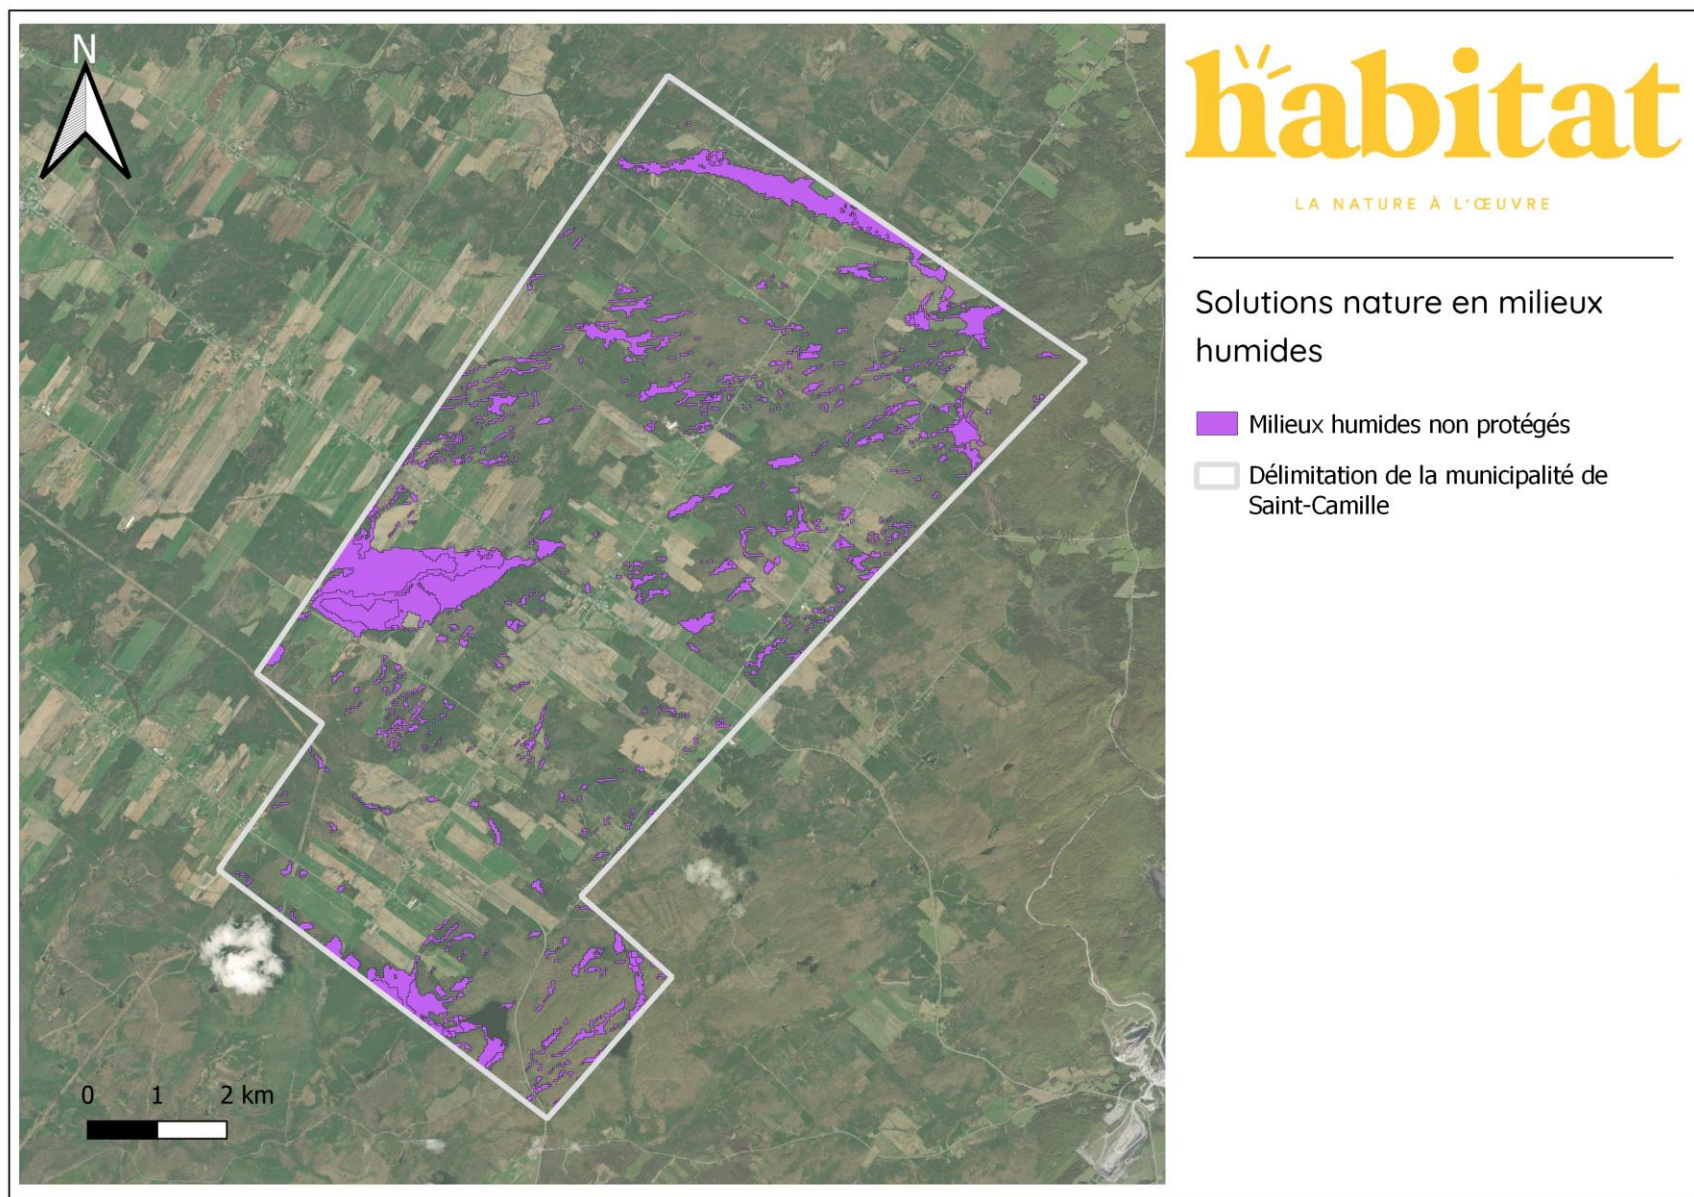 N
habitat
LA NATURE À L'ŒUVRE
Solutions nature en milieux
humides
Milieux humides non protégés
Délimitation de la municipalité de
Saint-Camille
0 1 2 km